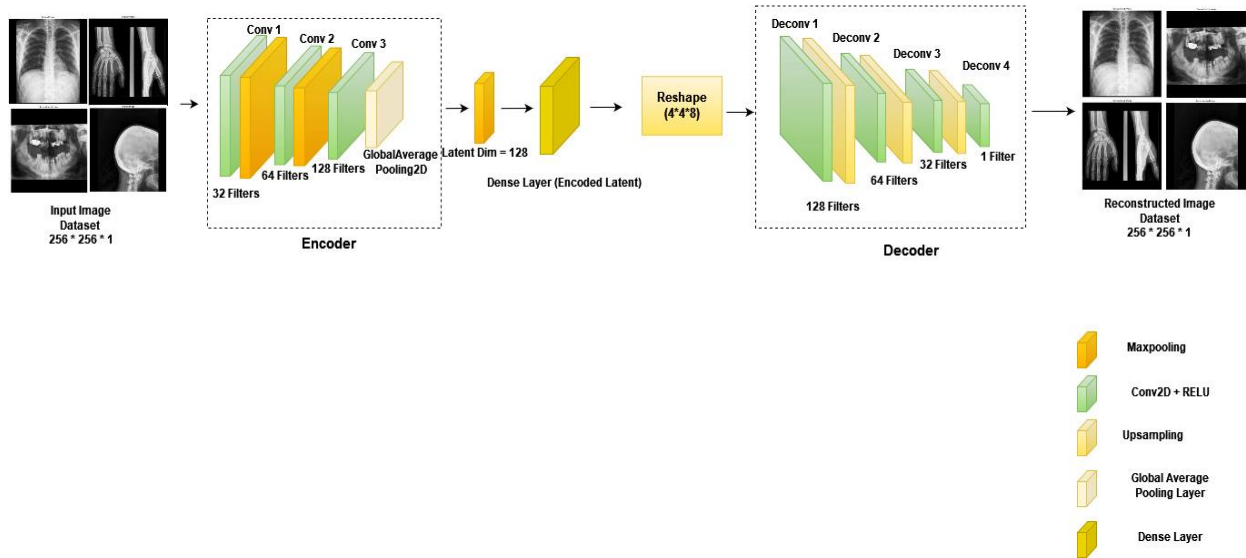 Input Image
Dataset
256 * 256 * 1
Conv 1
Conv 2
Conv 3
32 Filters
64 Filters
128 Filters
GlobalAverage
Pooling2D
Encoder
Latent Dim = 128
Dense Layer (Encoded Latent)
Reshape
(4*4*8)
Deconv 1
Deconv 2
Deconv 3
Deconv 4
128 Filters
64 Filters
32 Filters
1 Filter
Decoder
Reconstructed Image
Dataset
256 * 256 * 1
Maxpooling
Conv2D + RELU
Upsampling
Global Average
Pooling Layer
Dense Layer